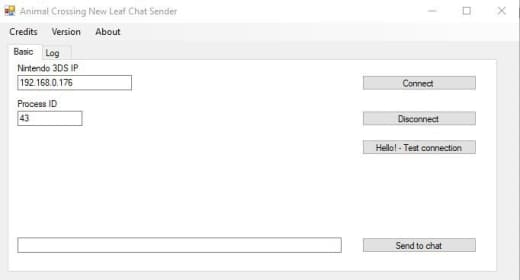 Animal Crossing New Leaf Chat Sender
Credits Version About
Basic Log
Nintendo 3DS IP
192.168.0.176 Connect
Process ID
43 Disconnect
Hello! - Test connection
Send to chat